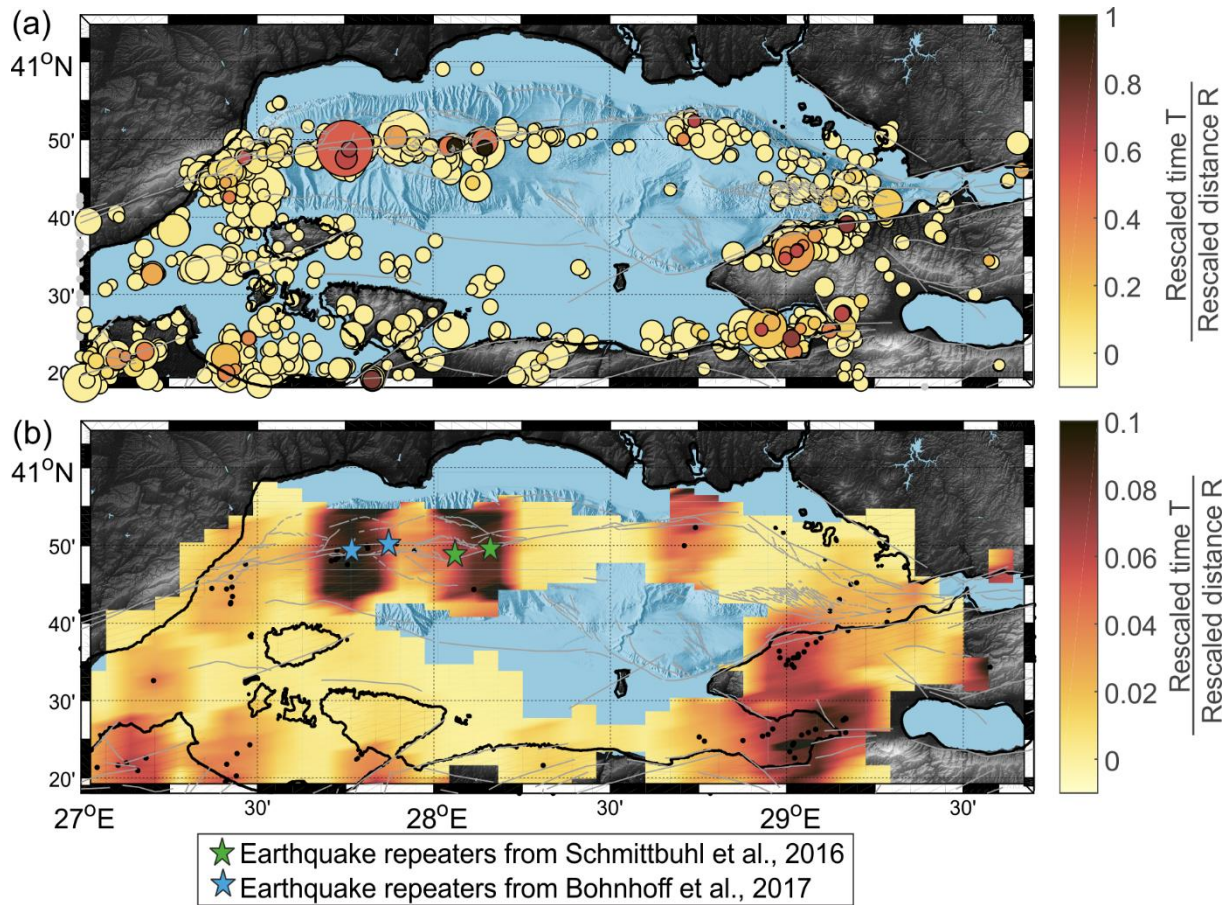 (a)
41°N
50'
40'
30'
20'
1
0.8
0.6
0.4
0.2
0
Rescaled time T
Rescaled distance R
(b)
41°N
50'
40'
30'
20'
27°E
30'
28°E
30'
29°E
30'
0.1
0.08
0.06
0.04
0.02
0
Rescaled time T
Rescaled distance R
Earthquake repeaters from Schmittbuhl et al., 2016
Earthquake repeaters from Bohnhoff et al., 2017